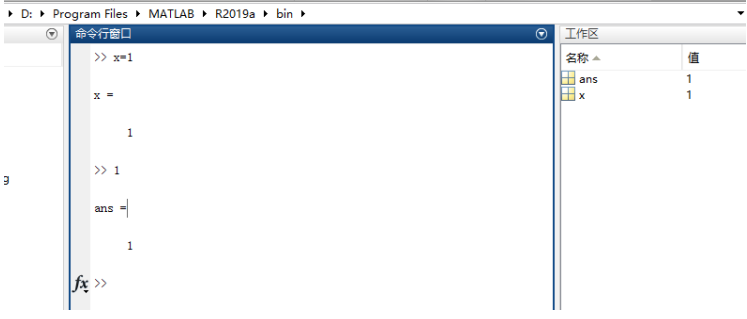 D: ▸ Program Files ▸ MATLAB ▸ R2019a ▸ bin ▸
命令行窗口
>> x=1
x =
1
>> 1
ans =
1
fx >>
g
工作区
名称 值
ans 1
x 1